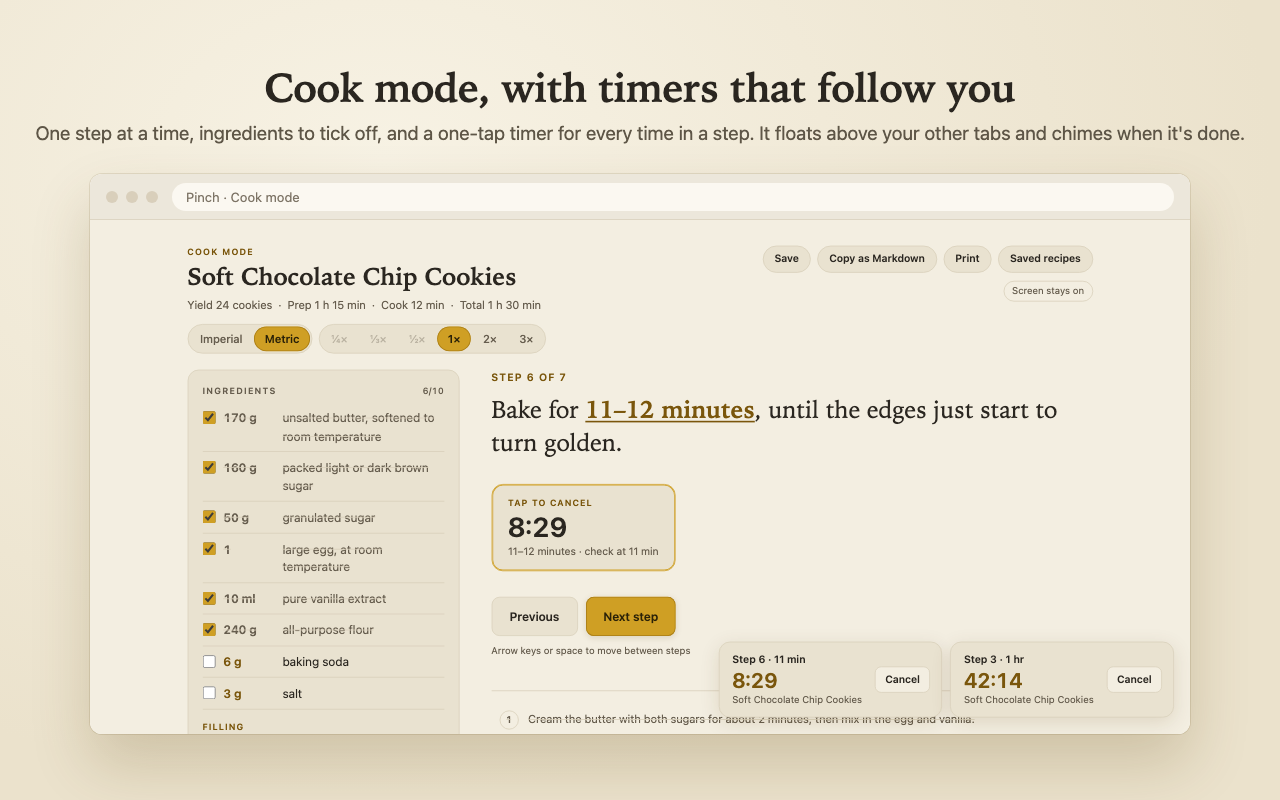 Cook mode, with timers that follow you
One step at a time, ingredients to tick off, and a one-tap timer for every time in a step. It floats above your other tabs and chimes when it's done.
Pinch · Cook mode
COOK MODE
Soft Chocolate Chip Cookies
Yield 24 cookies · Prep 1 h 15 min · Cook 12 min · Total 1 h 30 min
Save Copy as Markdown Print Saved recipes
Screen stays on
Imperial Metric ¼× ⅓× ½× 1× 2× 3×
INGREDIENTS 6/10
170 g unsalted butter, softened to
room temperature
160 g packed light or dark brown
sugar
50 g granulated sugar
1 large egg, at room
temperature
10 ml pure vanilla extract
240 g all-purpose flour
6 g baking soda
3 g salt
FILLING
STEP 6 OF 7
Bake for 11–12 minutes, until the edges just start to
turn golden.
TAP TO CANCEL
8:29
11–12 minutes · check at 11 min
Previous Next step
Arrow keys or space to move between steps
1 Cream the butter with both sugars for about 2 minutes, then mix in the egg and vanilla.
Step 6 · 11 min
8:29
Soft Chocolate Chip Cookies
Cancel
Step 3 · 1 hr
42:14
Soft Chocolate Chip Cookies
Cancel